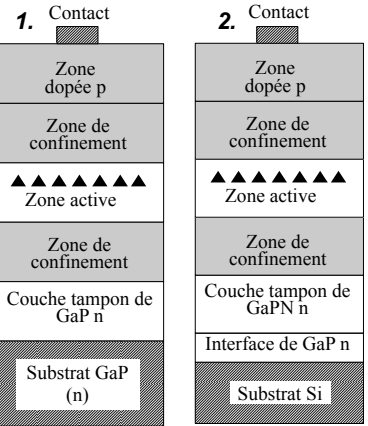 1. Contact
Zone
dopée p
Zone de
confinement
Zone active
Zone de
confinement
Couche tampon de
GaP n
Substrat GaP
(n)
2. Contact
Zone
dopée p
Zone de
confinement
Zone active
Zone de
confinement
Couche tampon de
GaPN n
Interface de GaP n
Substrat Si